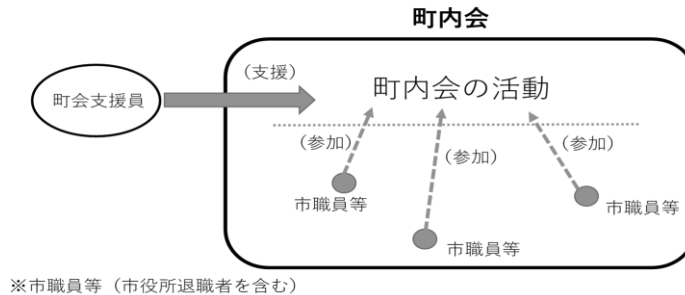 町内会
(支援)
町会支援員
町内会の活動
(参加)
(参加)
(参加)
市職員等
市職員等
市職員等
※市職員等（市役所退職者を含む）